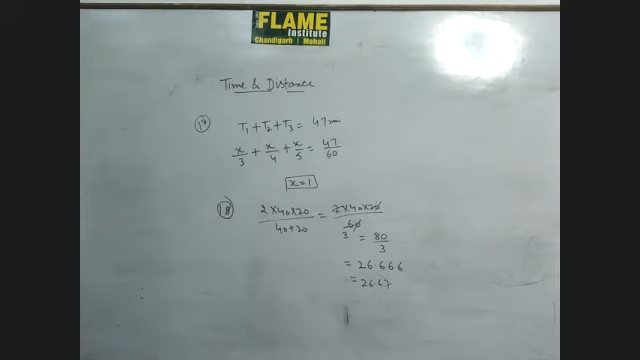 FLAME
Institute
Chandigarh | Mohali
Time & Distance
17) T₁ + T₂ + T₃ = 47 min
x/3 + x/4 + x/5 = 47/60
x = 1
18) (2×40×20)/(40+20) = (2×40×20)/60
3
= 80/3
= 26.666
= 26.67